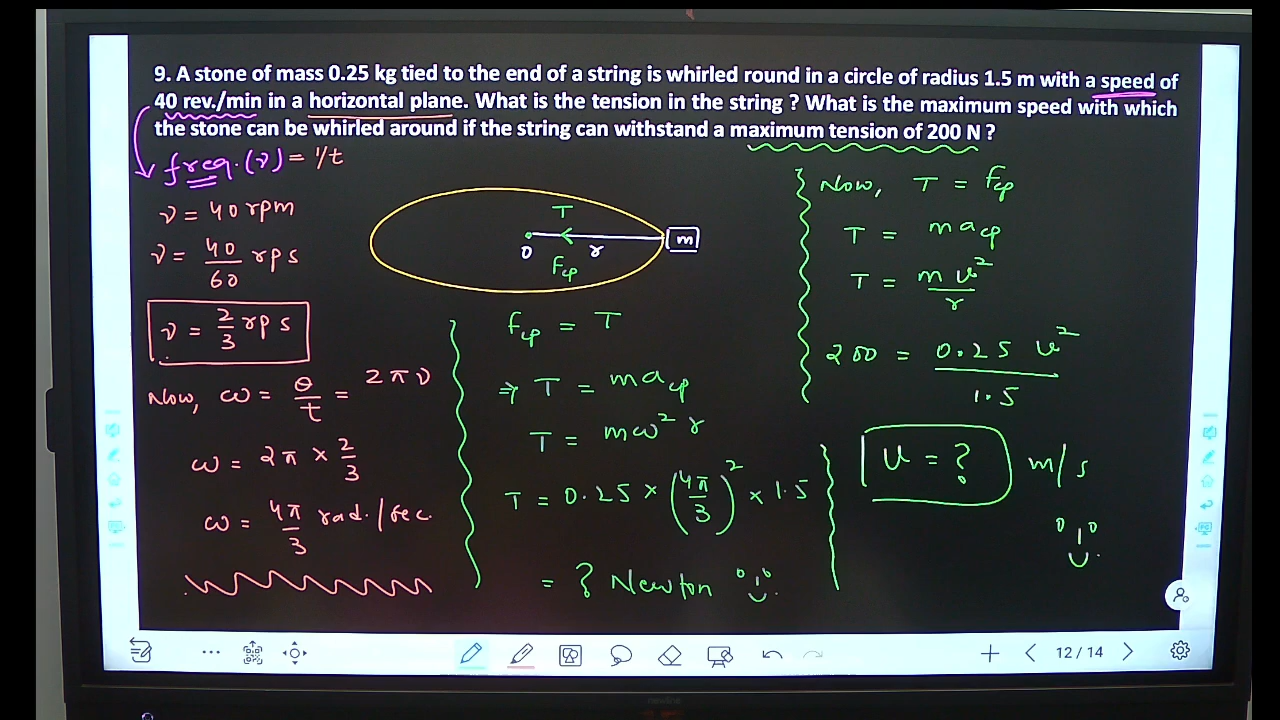 9. A stone of mass 0.25 kg tied to the end of a string is whirled round in a circle of radius 1.5 m with a speed of
40 rev./min in a horizontal plane. What is the tension in the string ? What is the maximum speed with which
the stone can be whirled around if the string can withstand a maximum tension of 200 N ?
freq. (ν) = 1/t
ν = 40 rpm
ν = 40/60 rps
ν = 2/3 rps
Now, ω = θ/t = 2πν
ω = 2π × 2/3
ω = 4π/3 rad./sec.
T
O
r
m
Fcp
fcp = T
⇒ T = macp
T = mω² r
T = 0.25 × (4π/3)² × 1.5
= ? Newton
Now, T = fcp
T = macp
T = m v²/r
200 = 0.25 v²/1.5
v = ? m/s
12 / 14
newline